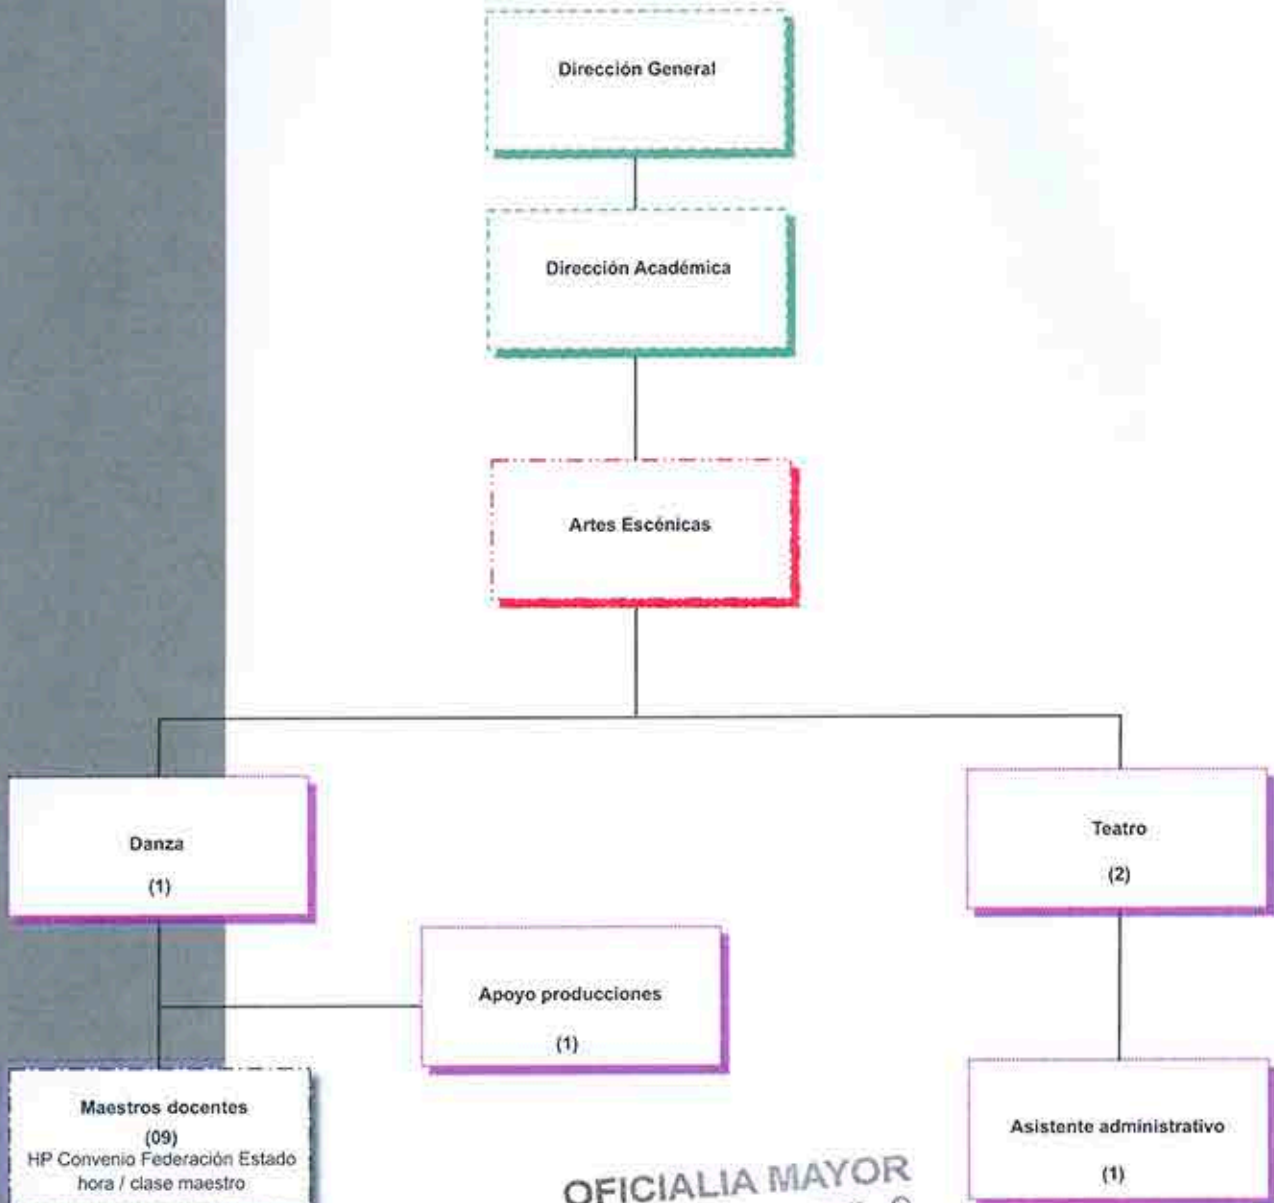 Dirección General
Dirección Académica
Artes Escénicas
Danza
(1)
Teatro
(2)
Apoyo producciones
(1)
Maestros docentes
(09)
HP Convenio Federación Estado
hora / clase maestro
Asistente administrativo
(1)
OFICIALIA MAYOR